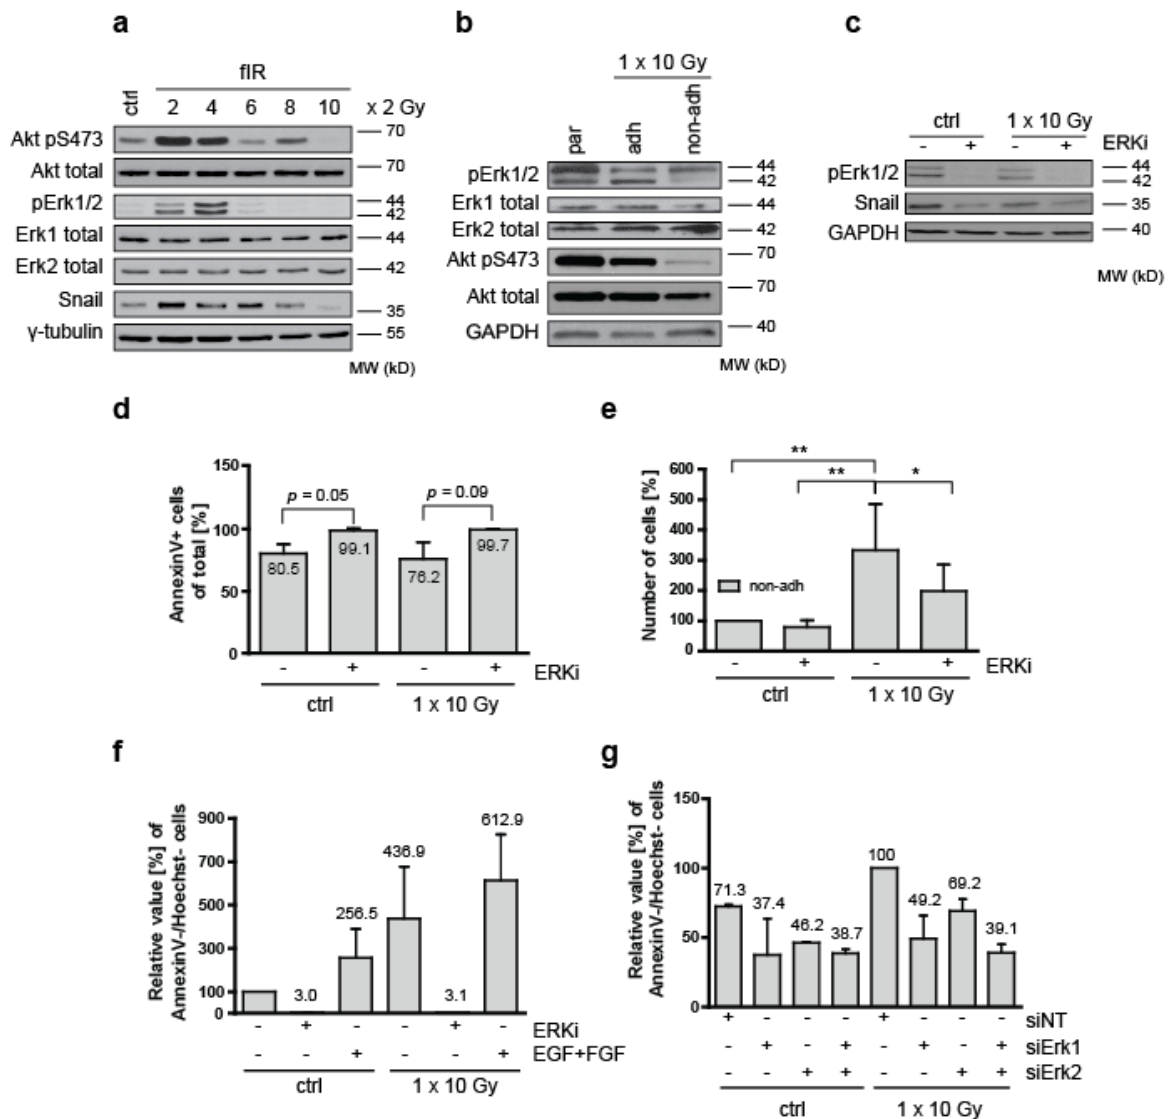 a
fIR
ctrl 2 4 6 8 10 x 2 Gy
Akt pS473 70
Akt total 70
pErk1/2 44
42
Erk1 total 44
Erk2 total 42
Snail 35
γ-tubulin 55
MW (kD)
b
1 x 10 Gy
par adh non-adh
pErk1/2 44
42
Erk1 total 44
Erk2 total 42
Akt pS473 70
Akt total 70
GAPDH 40
MW (kD)
c
ctrl 1 x 10 Gy
- + - + ERKi
pErk1/2 44
42
Snail 35
GAPDH 40
MW (kD)
d
AnnexinV+ cells
of total [%]
150
100
50
0
p = 0.05 p = 0.09
80.5 99.1 76.2 99.7
- + - + ERKi
ctrl 1 x 10 Gy
e
Number of cells [%]
600
500
400
300
200
100
0
** ** *
non-adh
- + - + ERKi
ctrl 1 x 10 Gy
f
Relative value [%] of
AnnexinV-/Hoechst- cells
900
700
500
300
100
0
3.0 256.5 436.9 3.1 612.9
- + - - + - ERKi
- - + - - + EGF+FGF
ctrl 1 x 10 Gy
g
Relative value [%] of
AnnexinV-/Hoechst- cells
150
100
50
0
71.3 37.4 46.2 38.7 100 49.2 69.2 39.1
+ - - - + - - - siNT
- + - + - + - + siErk1
- - + + - - + + siErk2
ctrl 1 x 10 Gy